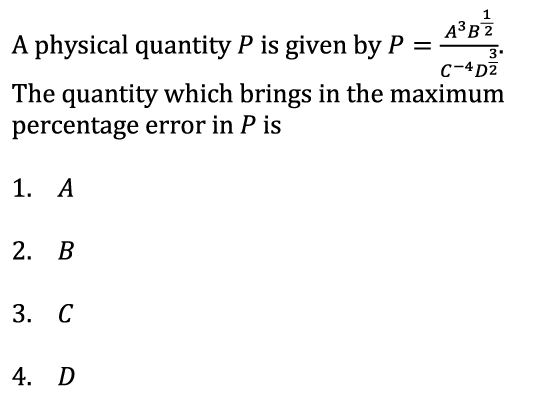 A physical quantity P is given by P = \frac{A^3 B^{\frac{1}{2}}}{C^{-4} D^{\frac{3}{2}}}.
The quantity which brings in the maximum
percentage error in P is
1. A
2. B
3. C
4. D